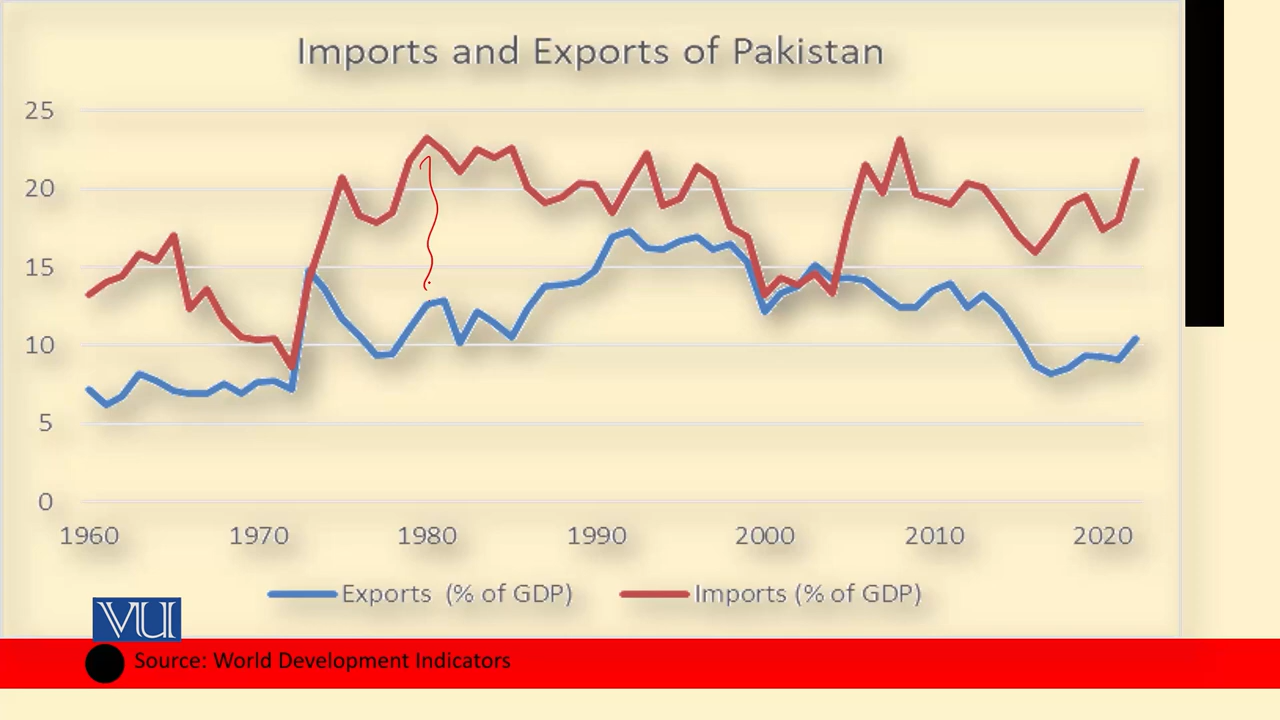 Imports and Exports of Pakistan
25
20
15
10
5
0
1960 1970 1980 1990 2000 2010 2020
Exports (% of GDP) Imports (% of GDP)
VU
Source: World Development Indicators